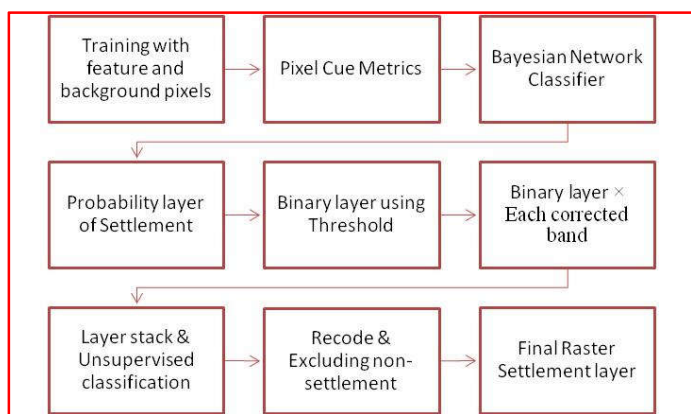 Training with
feature and
background pixels
Pixel Cue Metrics
Bayesian Network
Classifier
Probability layer
of Settlement
Binary layer using
Threshold
Binary layer ×
Each corrected
band
Layer stack &
Unsupervised
classification
Recode &
Excluding non-
settlement
Final Raster
Settlement layer